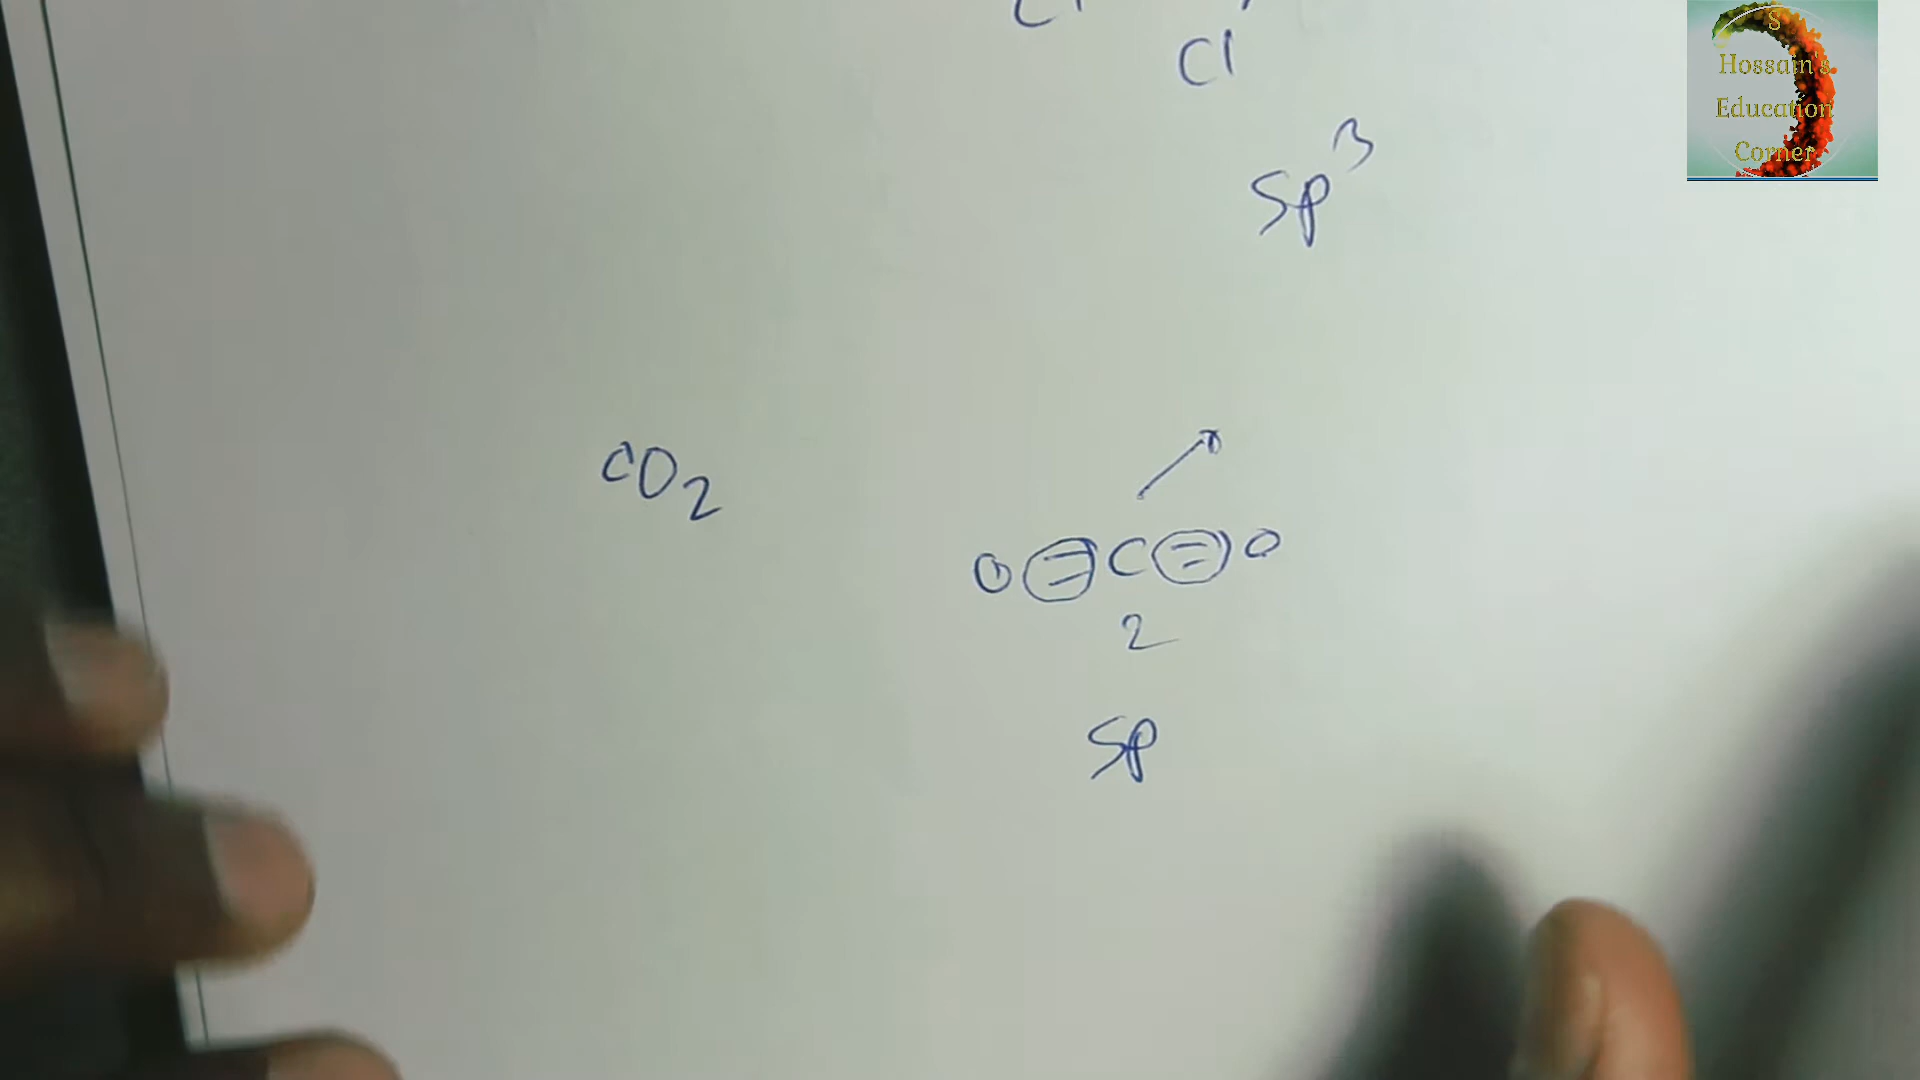 Cl
Sp³
CO₂
O=C=O
2
Sp
S
Hossain's
Education
Corner